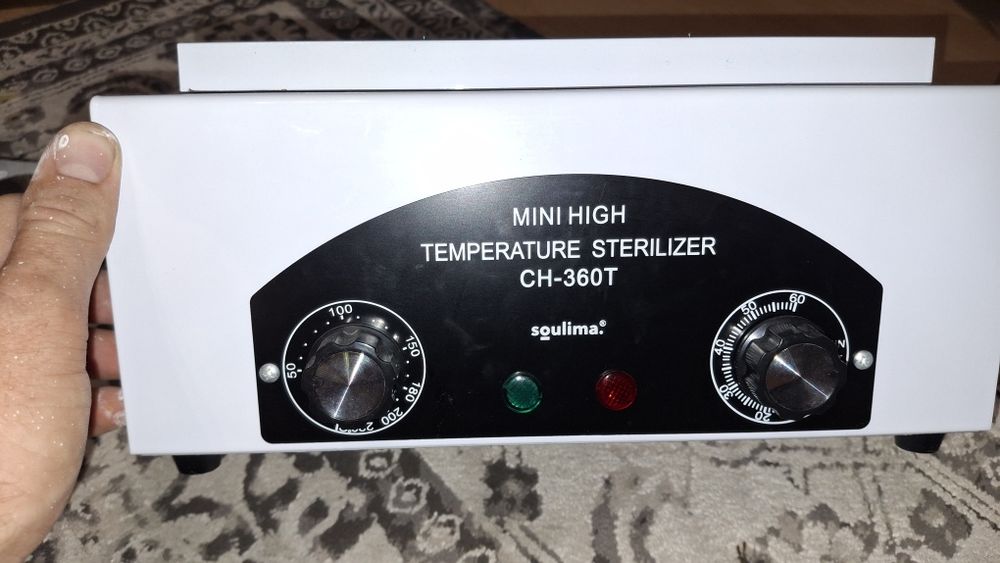 MINI HIGH
TEMPERATURE STERILIZER
CH-360T
soulima.®
50
100
150
180
200
20
30
40
50
60